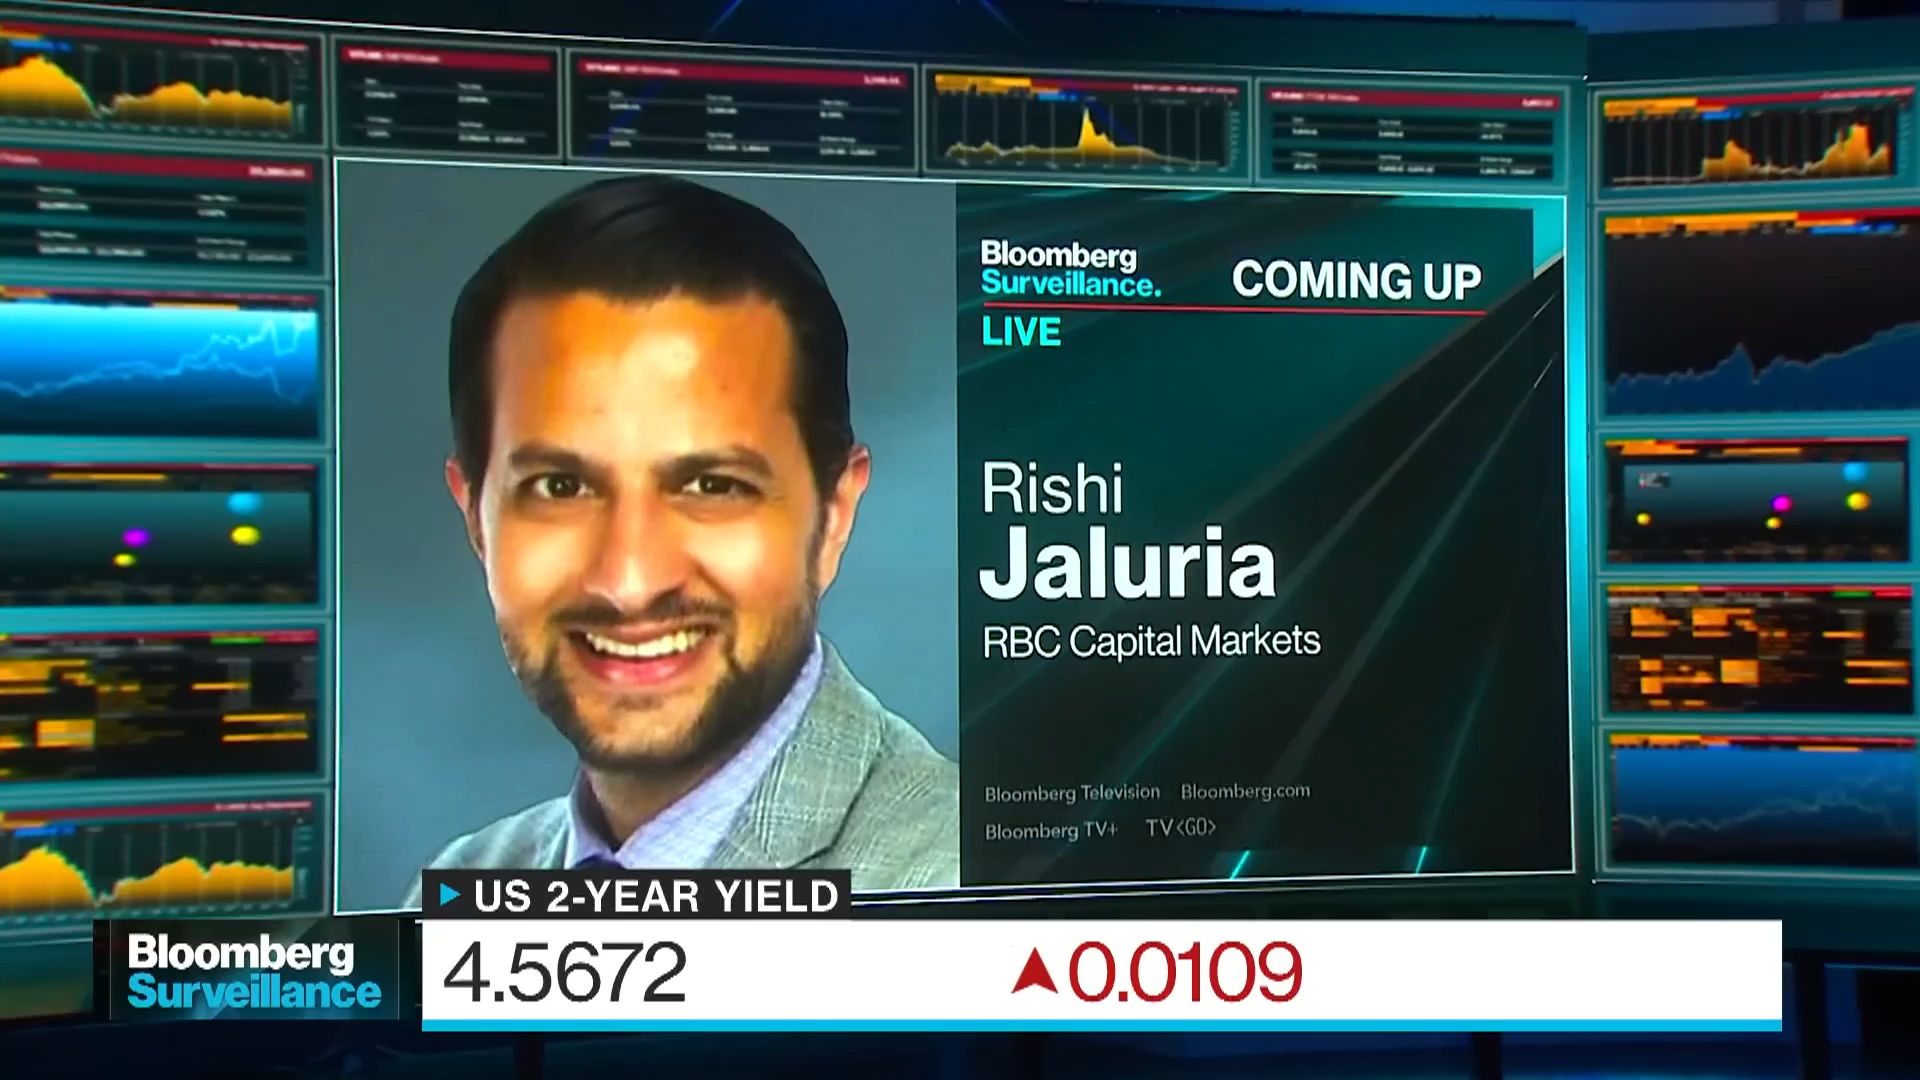 Bloomberg
Surveillance.
COMING UP
LIVE
Rishi
Jaluria
RBC Capital Markets
Bloomberg Television Bloomberg.com
Bloomberg TV+ TV<GO>
US 2-YEAR YIELD
Bloomberg
Surveillance
4.5672 0.0109